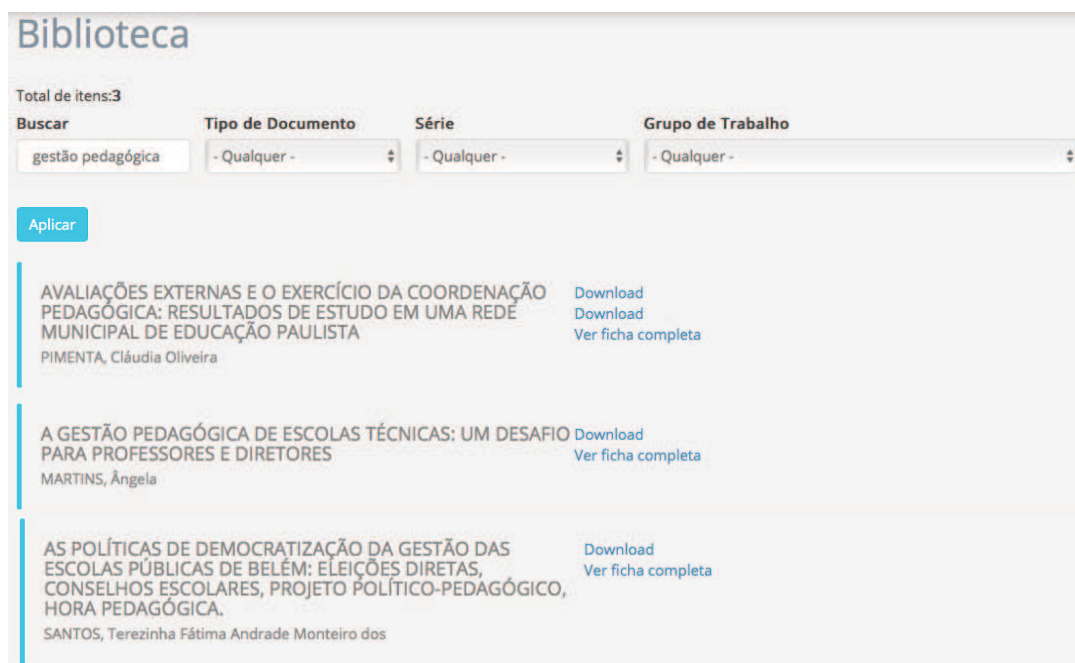 Biblioteca
Total de itens:3
Buscar Tipo de Documento Série Grupo de Trabalho
gestão pedagógica - Qualquer - - Qualquer - - Qualquer -
Aplicar
AVALIAÇÕES EXTERNAS E O EXERCÍCIO DA COORDENAÇÃO Download
PEDAGÓGICA: RESULTADOS DE ESTUDO EM UMA REDE Download
MUNICIPAL DE EDUCAÇÃO PAULISTA Ver ficha completa
PIMENTA, Cláudia Oliveira
A GESTÃO PEDAGÓGICA DE ESCOLAS TÉCNICAS: UM DESAFIO Download
PARA PROFESSORES E DIRETORES Ver ficha completa
MARTINS, Ângela
AS POLÍTICAS DE DEMOCRATIZAÇÃO DA GESTÃO DAS Download
ESCOLAS PÚBLICAS DE BELÉM: ELEIÇÕES DIRETAS, Ver ficha completa
CONSELHOS ESCOLARES, PROJETO POLÍTICO-PEDAGÓGICO,
HORA PEDAGÓGICA.
SANTOS, Terezinha Fátima Andrade Monteiro dos